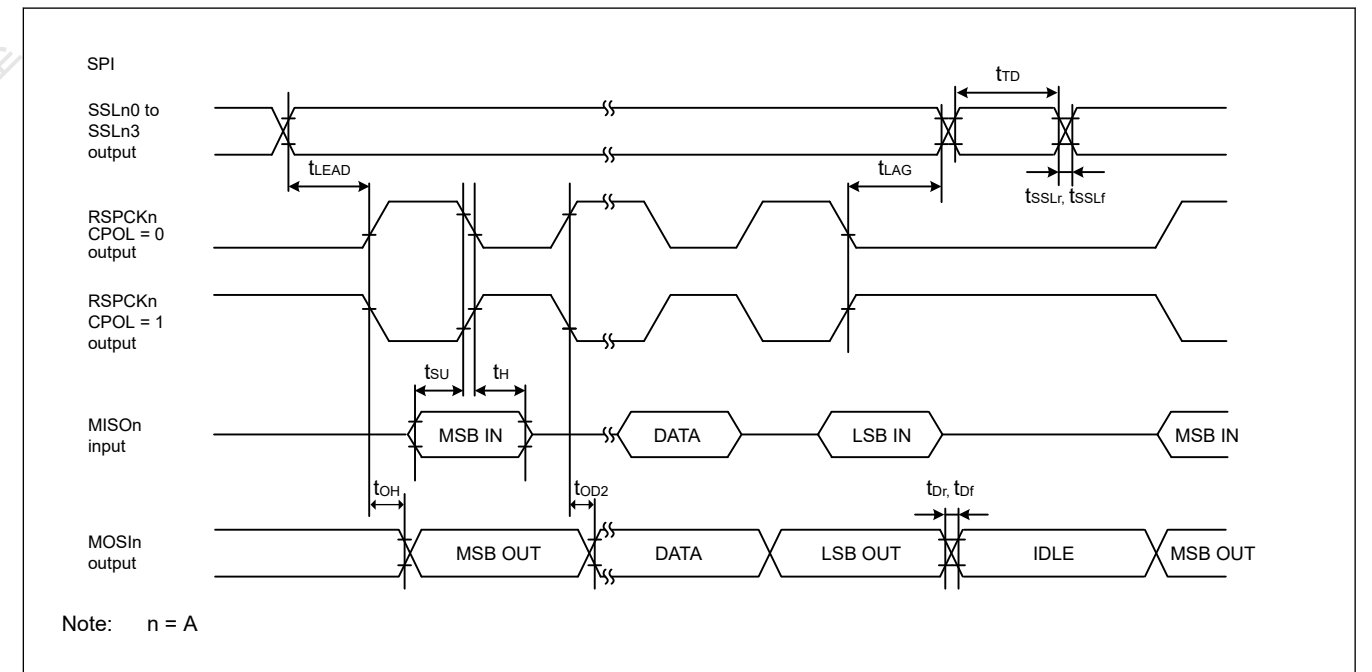 SPI
SSLn0 to
SSLn3
output
tTD
tLEAD
tLAG
tSSLr, tSSLf
RSPCKn
CPOL = 0
output
RSPCKn
CPOL = 1
output
tSU
tH
MISOn
input
MSB IN
DATA
LSB IN
MSB IN
tOH
tOD2
tDr, tDf
MOSIn
output
MSB OUT
DATA
LSB OUT
IDLE
MSB OUT
Note: n = A